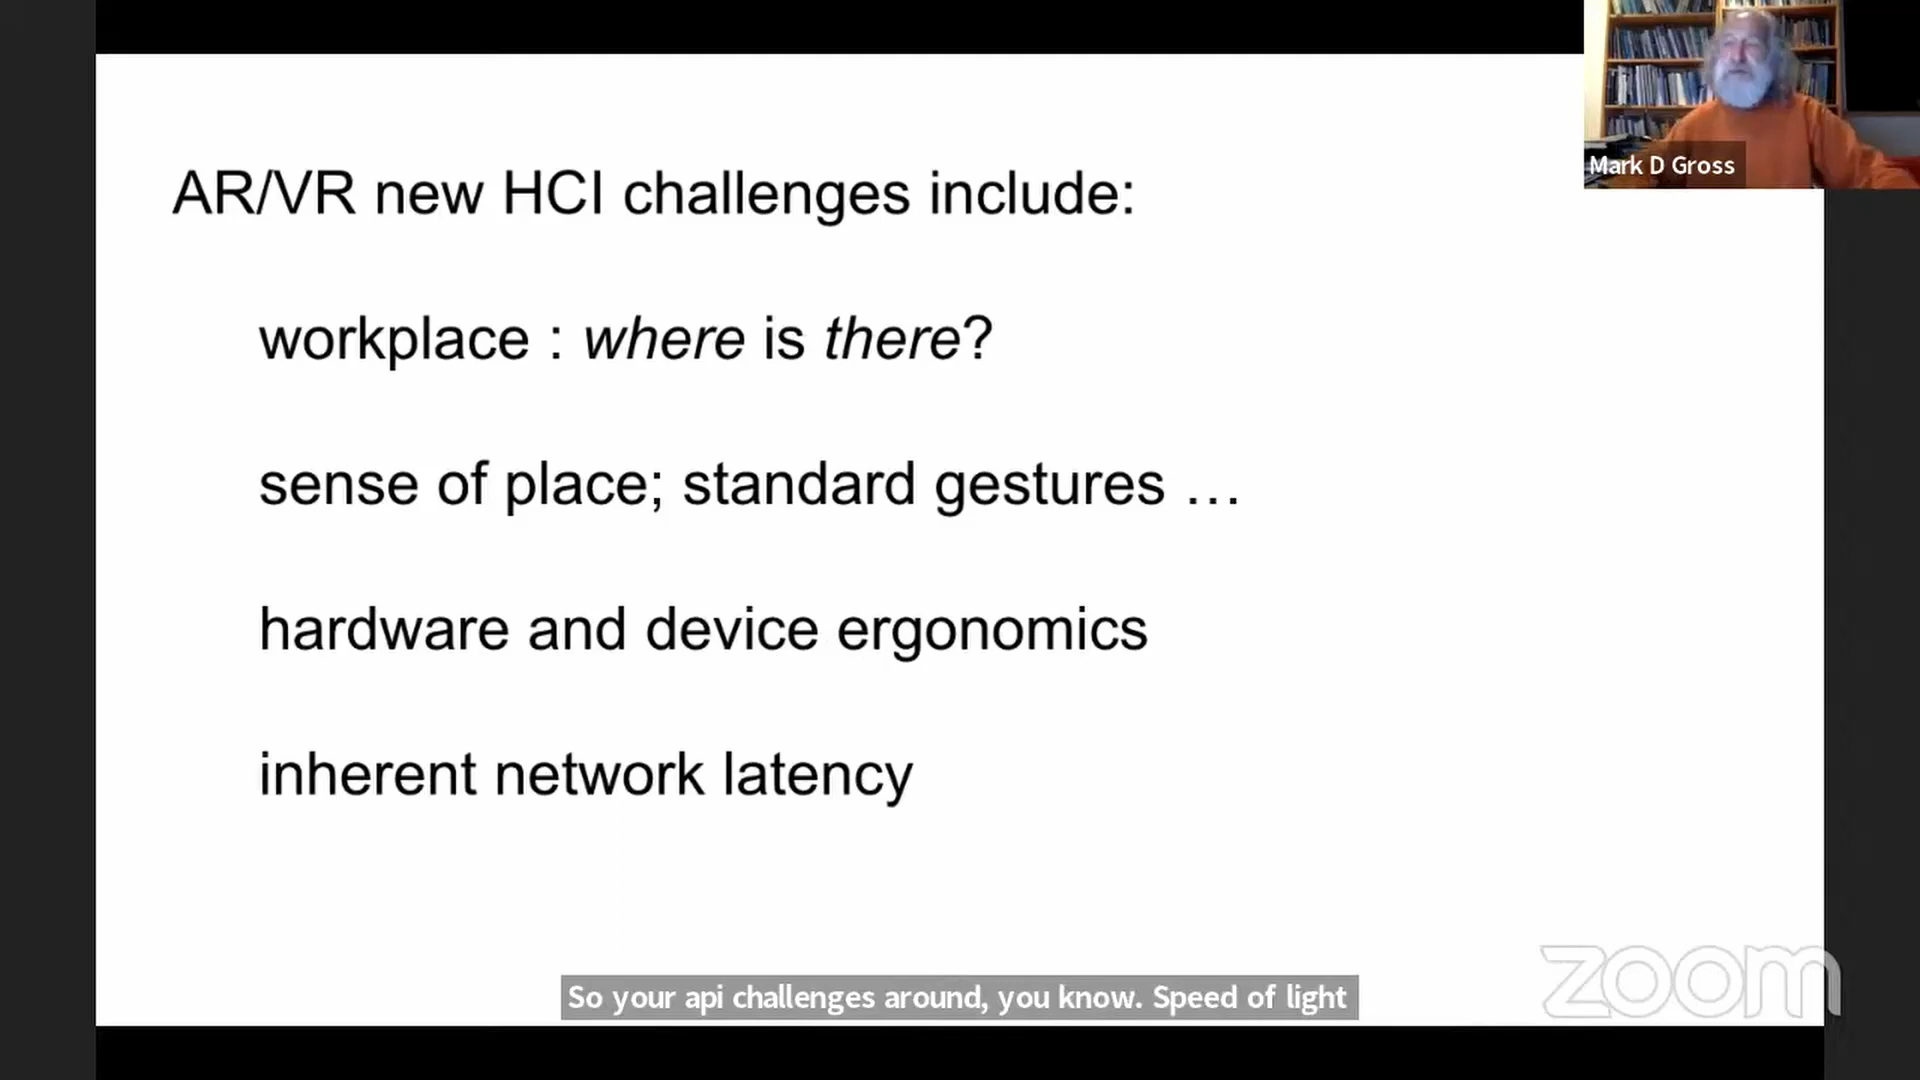 AR/VR new HCI challenges include:
workplace : where is there?
sense of place; standard gestures …
hardware and device ergonomics
inherent network latency
Mark D Gross
So your api challenges around, you know. Speed of light
zoom